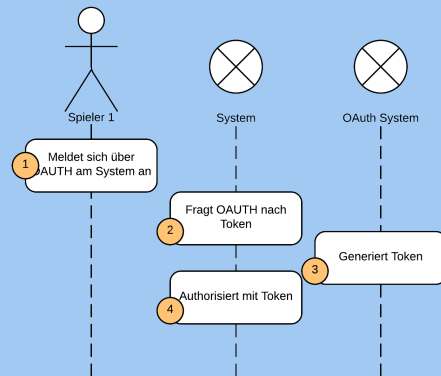 Spieler 1
System
OAuth System
1
Meldet sich über
OAUTH am System an
2
Fragt OAUTH nach
Token
3
Generiert Token
4
Authorisiert mit Token